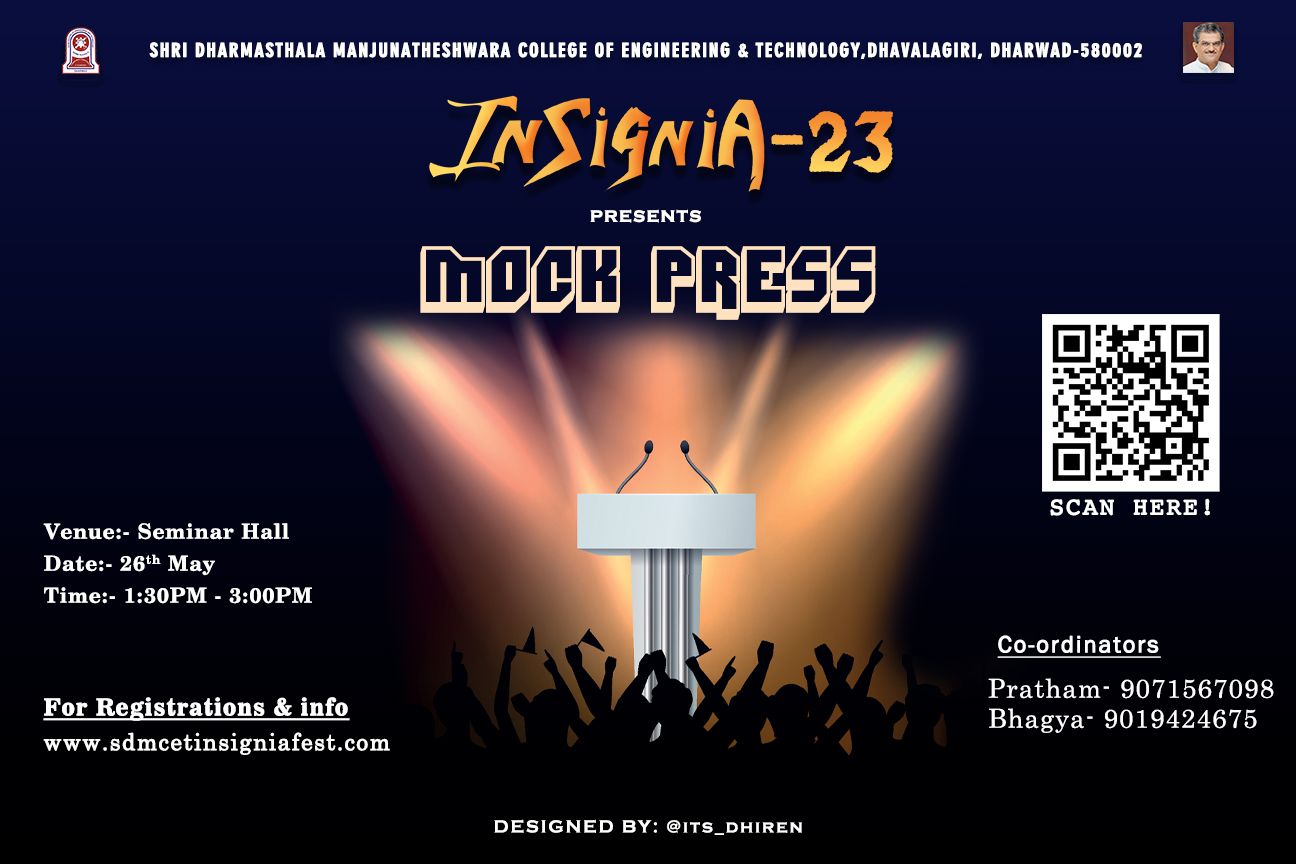 SHRI DHARMASTHALA MANJUNATHESHWARA COLLEGE OF ENGINEERING & TECHNOLOGY,DHAVALAGIRI, DHARWAD-580002
INSIGNIA-23
PRESENTS
MOCK PRESS
SCAN HERE!
Venue:- Seminar Hall
Date:- 26th May
Time:- 1:30PM - 3:00PM
Co-ordinators
Pratham- 9071567098
Bhagya- 9019424675
For Registrations & info
www.sdmcetinsigniafest.com
DESIGNED BY: @ITS_DHIREN